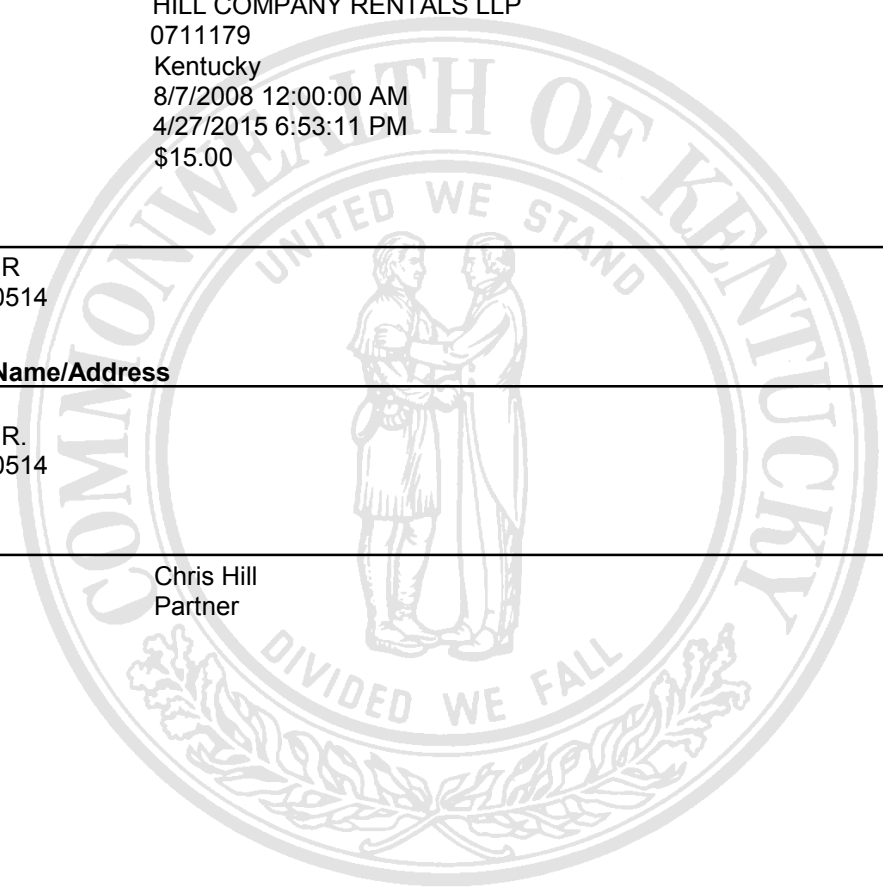 HILL COMPANY RENTALS LLP
0711179
Kentucky
8/7/2008 12:00:00 AM
4/27/2015 6:53:11 PM
$15.00
R
0514
Name/Address
R.
0514
Chris Hill
Partner
COMMONWEALTH OF KENTUCKY
UNITED WE STAND
DIVIDED WE FALL